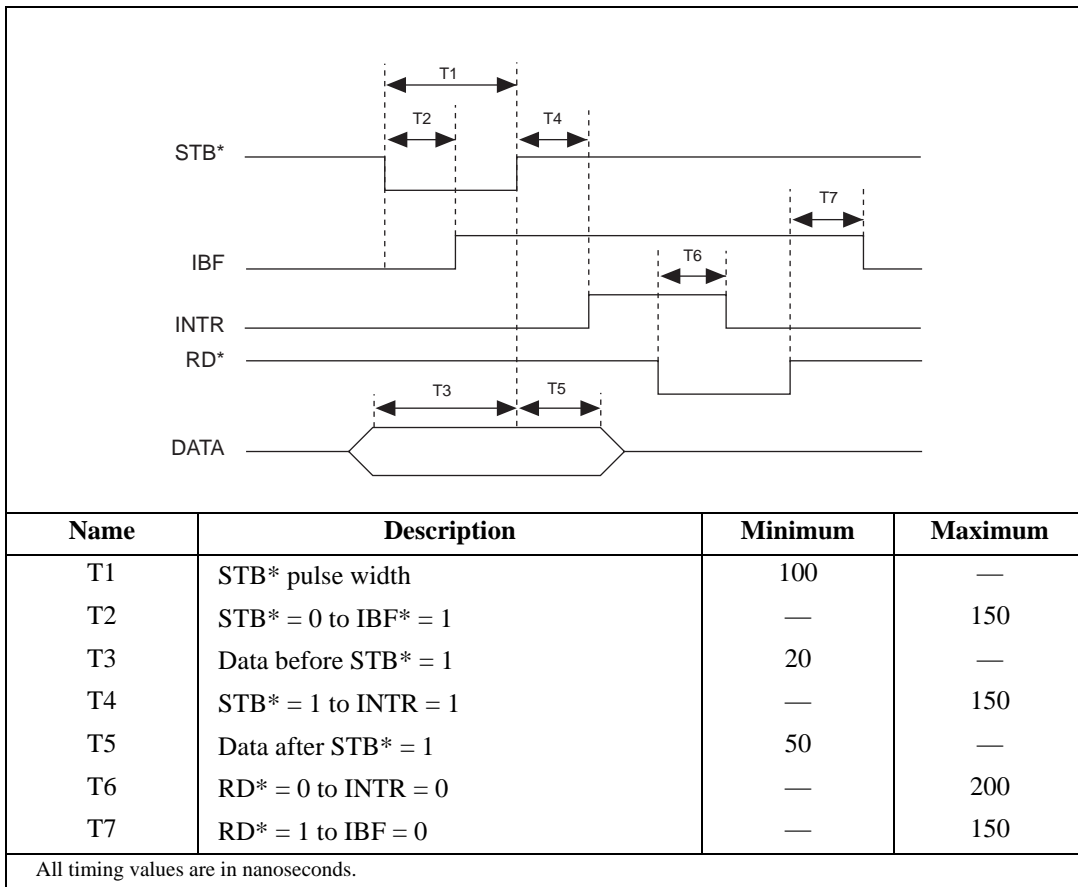 T1
T2 T4
STB*
T7
IBF
T6
INTR
RD*
T3 T5
DATA
Name Description Minimum Maximum
T1 STB* pulse width 100 —
T2 STB* = 0 to IBF* = 1 — 150
T3 Data before STB* = 1 20 —
T4 STB* = 1 to INTR = 1 — 150
T5 Data after STB* = 1 50 —
T6 RD* = 0 to INTR = 0 — 200
T7 RD* = 1 to IBF = 0 — 150
All timing values are in nanoseconds.